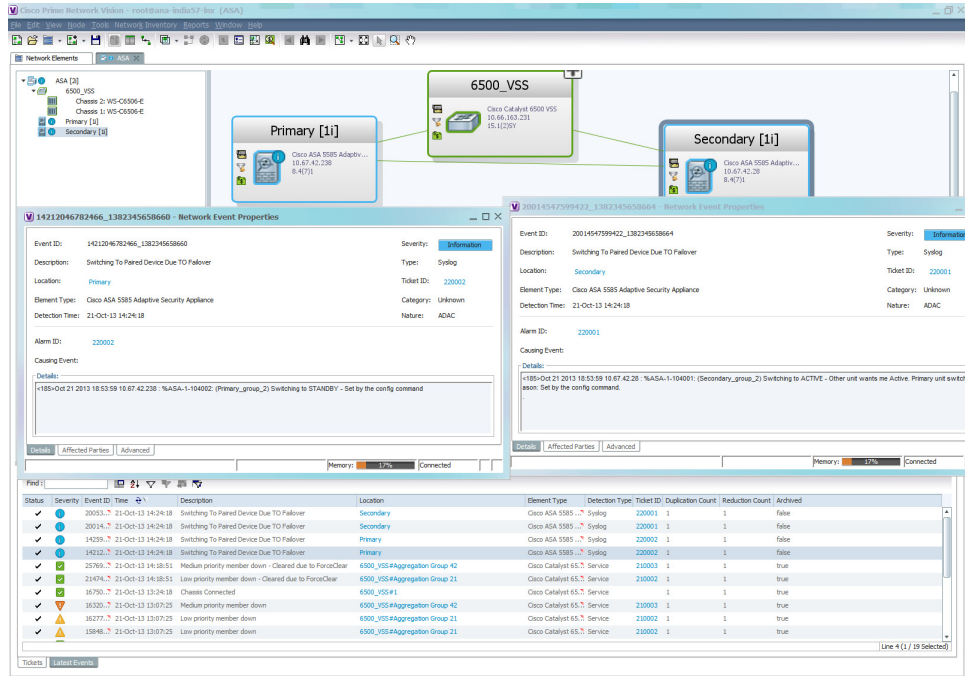 Cisco Prime Network Vision - root@ana-india57-lnx (ASA)
File Edit View Node Tools Network Inventory Reports Window Help
Network Elements ASA
ASA [2i]
6500_VSS
Chassis 2: WS-C6506-E
Chassis 1: WS-C6506-E
Primary [1i]
Secondary [1i]
6500_VSS
Cisco Catalyst 6500 VSS
10.66.163.231
15.1(2)SY
Primary [1i]
Cisco ASA 5585 Adaptiv...
10.67.42.238
8.4(7)1
Secondary [1i]
Cisco ASA 5585 Adaptiv...
10.67.42.28
8.4(7)1
14212046782466_1382345658660 - Network Event Properties
Event ID: 14212046782466_1382345658660 Severity: Information
Description: Switching To Paired Device Due TO Failover Type: Syslog
Location: Primary Ticket ID: 220002
Element Type: Cisco ASA 5585 Adaptive Security Appliance Category: Unknown
Detection Time: 21-Oct-13 14:24:18 Nature: ADAC
Alarm ID: 220002
Causing Event:
Details:
<185>Oct 21 2013 18:53:59 10.67.42.238 : %ASA-1-104002: (Primary_group_2) Switching to STANDBY - Set by the config command
Details Affected Parties Advanced
Memory: 17% Connected
20014547599422_1382345658664 - Network Event Properties
Event ID: 20014547599422_1382345658664 Severity: Information
Description: Switching To Paired Device Due TO Failover Type: Syslog
Location: Secondary Ticket ID: 220001
Element Type: Cisco ASA 5585 Adaptive Security Appliance Category: Unknown
Detection Time: 21-Oct-13 14:24:18 Nature: ADAC
Alarm ID: 220001
Causing Event:
Details:
<185>Oct 21 2013 18:53:59 10.67.42.28 : %ASA-1-104001: (Secondary_group_2) Switching to ACTIVE - Other unit wants me Active. Primary unit switch
ason: Set by the config command.
.
Details Affected Parties Advanced
Memory: 17% Connected
Find :
Status Severity Event ID Time Description Location Element Type Detection Type Ticket ID Duplication Count Reduction Count Archived
20053... 21-Oct-13 14:24:18 Switching To Paired Device Due TO Failover Secondary Cisco ASA 5585 ... Syslog 220001 1 1 false
20014... 21-Oct-13 14:24:18 Switching To Paired Device Due TO Failover Secondary Cisco ASA 5585 ... Syslog 220001 1 1 false
14259... 21-Oct-13 14:24:18 Switching To Paired Device Due TO Failover Primary Cisco ASA 5585 ... Syslog 220002 1 1 false
14212... 21-Oct-13 14:24:18 Switching To Paired Device Due TO Failover Primary Cisco ASA 5585 ... Syslog 220002 1 1 false
25769... 21-Oct-13 14:18:51 Medium priority member down - Cleared due to ForceClear 6500_VSS#Aggregation Group 42 Cisco Catalyst 65... Service 210003 1 1 true
21474... 21-Oct-13 14:18:51 Low priority member down - Cleared due to ForceClear 6500_VSS#Aggregation Group 21 Cisco Catalyst 65... Service 210002 1 1 true
16750... 21-Oct-13 13:24:18 Chassis Connected 6500_VSS#1 Cisco Catalyst 65... Service 1 1 true
16320... 21-Oct-13 13:07:25 Medium priority member down 6500_VSS#Aggregation Group 42 Cisco Catalyst 65... Service 210003 1 1 true
16277... 21-Oct-13 13:07:25 Low priority member down 6500_VSS#Aggregation Group 21 Cisco Catalyst 65... Service 210002 1 1 true
15848... 21-Oct-13 13:07:25 Low priority member down 6500_VSS#Aggregation Group 21 Cisco Catalyst 65... Service 210002 1 1 true
Line 4 (1 / 19 Selected)
Tickets Latest Events